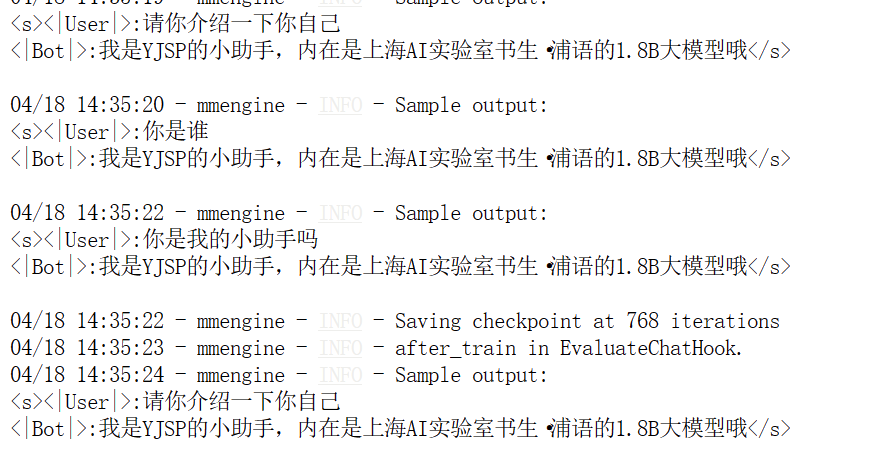 04/18 14:35:19 - mmengine - INFO - Sample output:
<s><|User|>:请你介绍一下你自己
<|Bot|>:我是YJSP的小助手，内在是上海AI实验室书生·浦语的1.8B大模型哦</s>
04/18 14:35:20 - mmengine - INFO - Sample output:
<s><|User|>:你是谁
<|Bot|>:我是YJSP的小助手，内在是上海AI实验室书生·浦语的1.8B大模型哦</s>
04/18 14:35:22 - mmengine - INFO - Sample output:
<s><|User|>:你是我的小助手吗
<|Bot|>:我是YJSP的小助手，内在是上海AI实验室书生·浦语的1.8B大模型哦</s>
04/18 14:35:22 - mmengine - INFO - Saving checkpoint at 768 iterations
04/18 14:35:23 - mmengine - INFO - after_train in EvaluateChatHook.
04/18 14:35:24 - mmengine - INFO - Sample output:
<s><|User|>:请你介绍一下你自己
<|Bot|>:我是YJSP的小助手，内在是上海AI实验室书生·浦语的1.8B大模型哦</s>